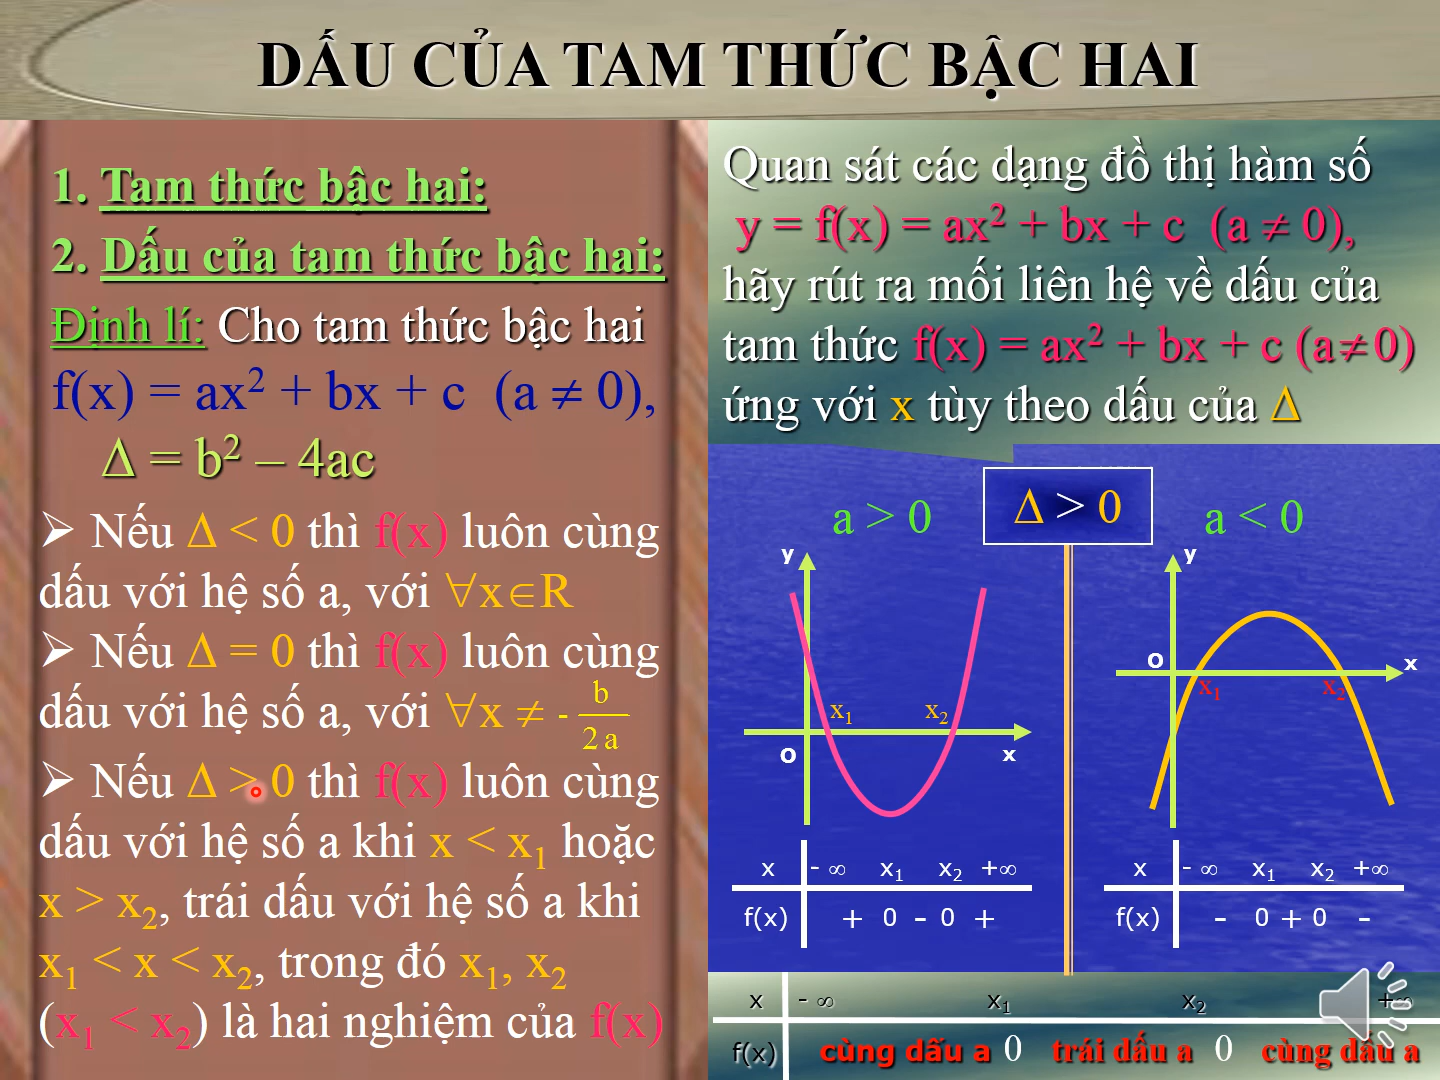 DẤU CỦA TAM THỨC BẬC HAI
1. Tam thức bậc hai:
2. Dấu của tam thức bậc hai:
Định lí: Cho tam thức bậc hai
f(x) = ax² + bx + c (a ≠ 0),
Δ = b² – 4ac
➢ Nếu Δ < 0 thì f(x) luôn cùng
dấu với hệ số a, với ∀x∈R
➢ Nếu Δ = 0 thì f(x) luôn cùng
dấu với hệ số a, với ∀x ≠ - b/2a
➢ Nếu Δ > 0 thì f(x) luôn cùng
dấu với hệ số a khi x < x₁ hoặc
x > x₂, trái dấu với hệ số a khi
x₁ < x < x₂, trong đó x₁, x₂
(x₁ < x₂) là hai nghiệm của f(x)
Quan sát các dạng đồ thị hàm số
y = f(x) = ax² + bx + c (a ≠ 0),
hãy rút ra mối liên hệ về dấu của
tam thức f(x) = ax² + bx + c (a≠0)
ứng với x tùy theo dấu của Δ
a > 0
Δ > 0
a < 0
y
x₁ x₂
O x
y
O x
x₁ x₂
x - ∞ x₁ x₂ +∞
f(x) + 0 - 0 +
x - ∞ x₁ x₂ +∞
f(x) - 0 + 0 -
x - ∞ x₁ x₂ +∞
f(x) cùng dấu a 0 trái dấu a 0 cùng dấu a